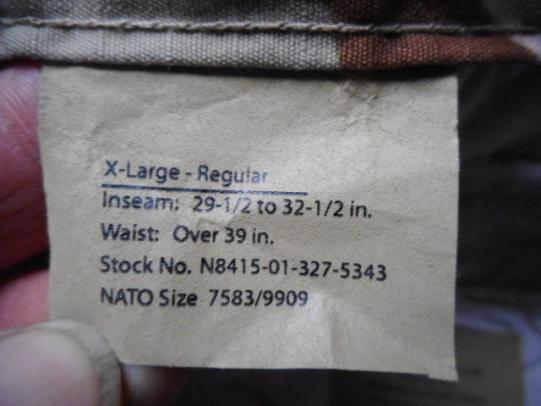 X-Large - Regular
Inseam: 29-1/2 to 32-1/2 in.
Waist: Over 39 in.
Stock No. N8415-01-327-5343
NATO Size 7583/9909